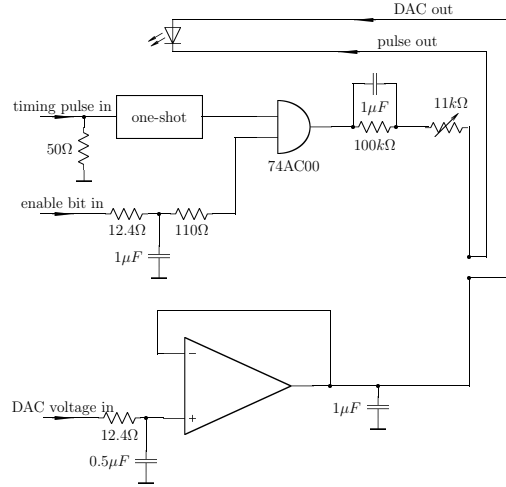 DAC out
pulse out
timing pulse in
one-shot
1μF
11kΩ
50Ω
100kΩ
74AC00
enable bit in
12.4Ω
110Ω
1μF
−
DAC voltage in
+
1μF
12.4Ω
0.5μF